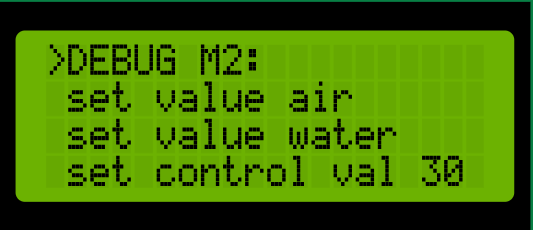 >DEBUG M2:
set value air
set value water
set control val 30